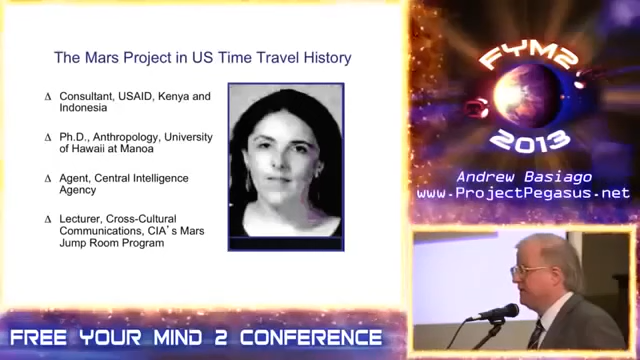 The Mars Project in US Time Travel History
Δ Consultant, USAID, Kenya and
Indonesia
Δ Ph.D., Anthropology, University
of Hawaii at Manoa
Δ Agent, Central Intelligence
Agency
Δ Lecturer, Cross-Cultural
Communications, CIA's Mars
Jump Room Program
FYM2
2013
Andrew Basiago
www.ProjectPegasus.net
FREE YOUR MIND 2 CONFERENCE